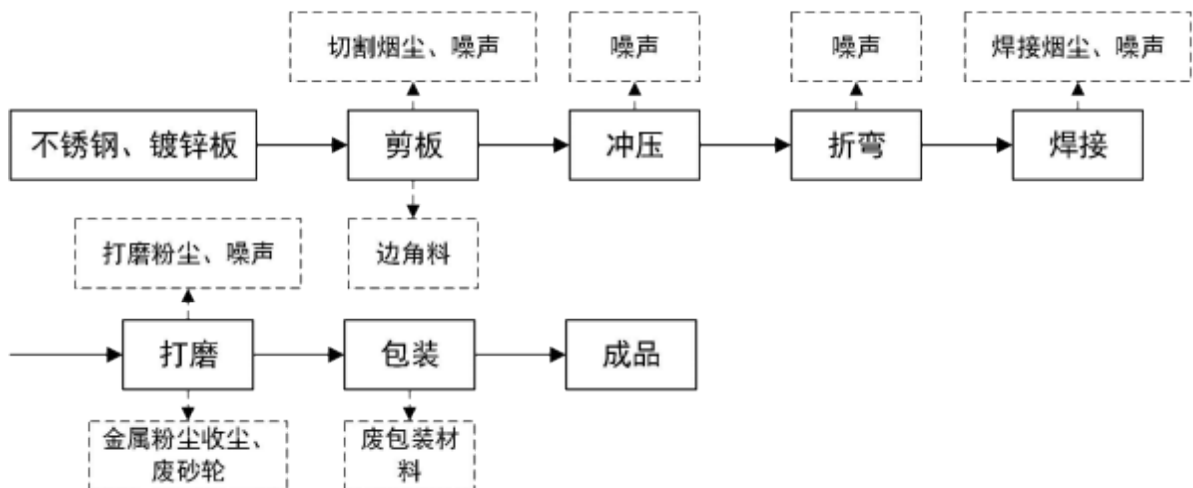 切割烟尘、噪声
噪声
噪声
焊接烟尘、噪声
不锈钢、镀锌板
剪板
冲压
折弯
焊接
打磨粉尘、噪声
边角料
打磨
包装
成品
金属粉尘收尘、
废砂轮
废包装材
料